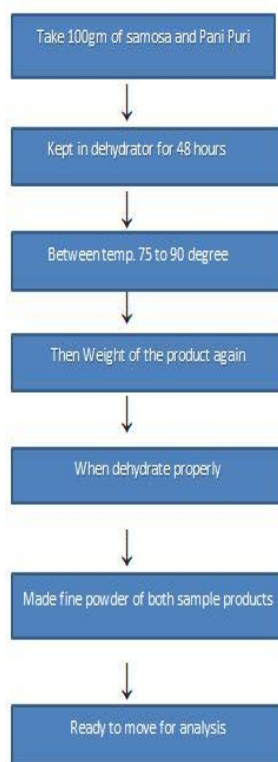 Take 100gm of samosa and Pani Puri
Kept in dehydrator for 48 hours
Between temp. 75 to 90 degree
Then Weight of the product again
When dehydrate properly
Made fine powder of both sample products
Ready to move for analysis